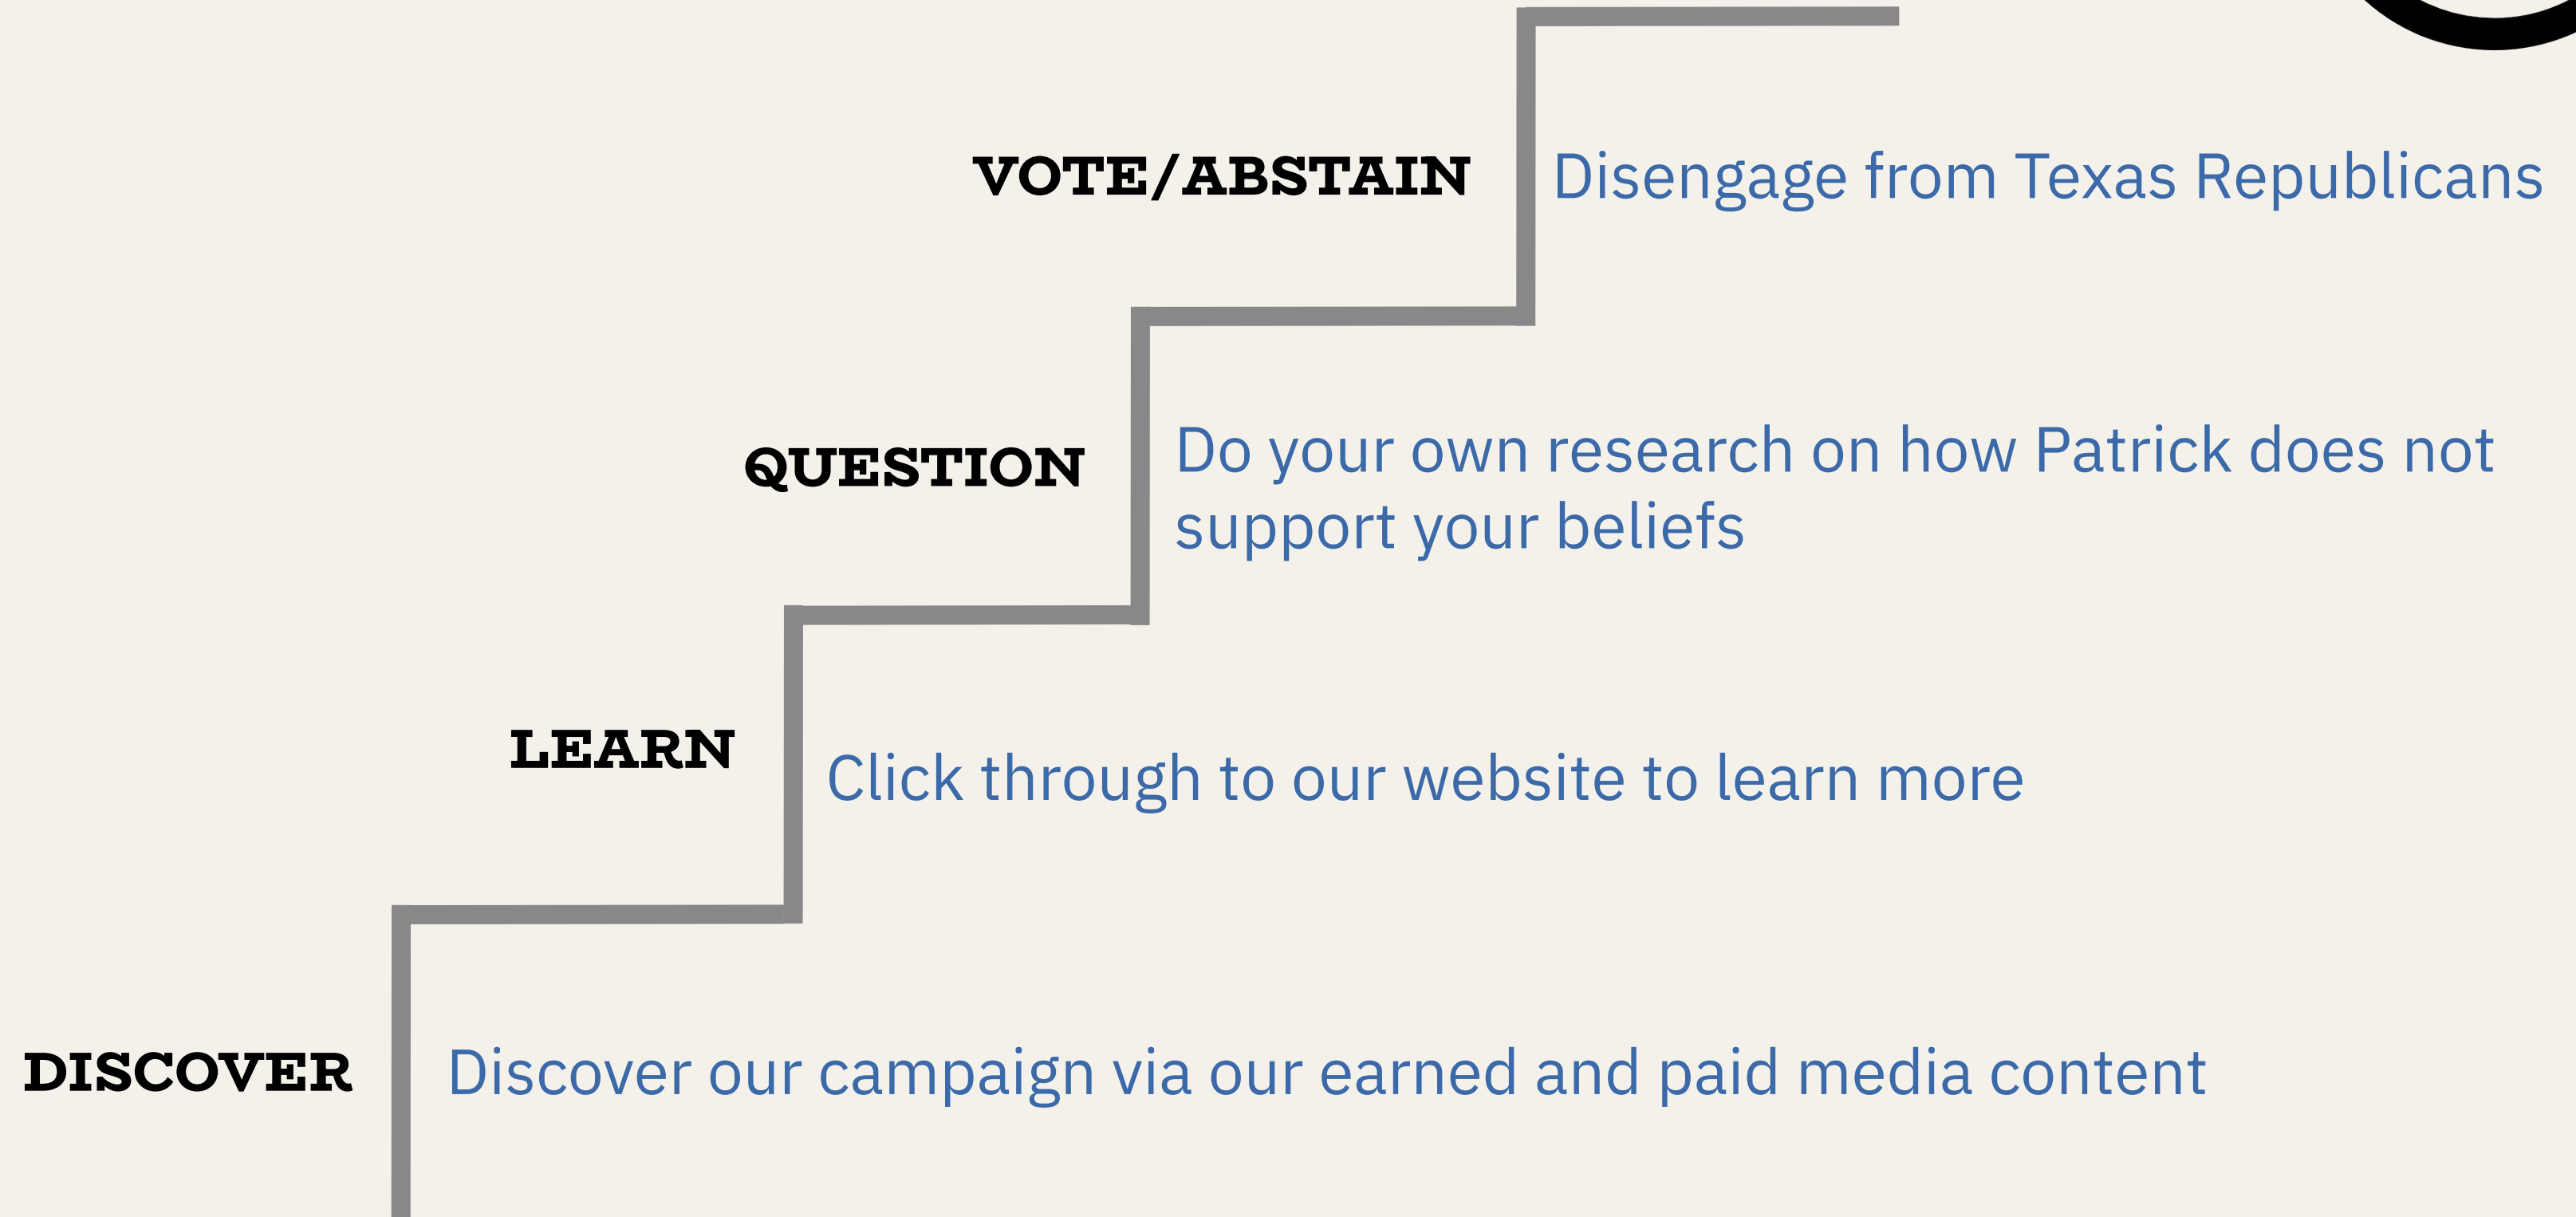 VOTE/ABSTAIN
Disengage from Texas Republicans
QUESTION
Do your own research on how Patrick does not
support your beliefs
LEARN
Click through to our website to learn more
DISCOVER
Discover our campaign via our earned and paid media content